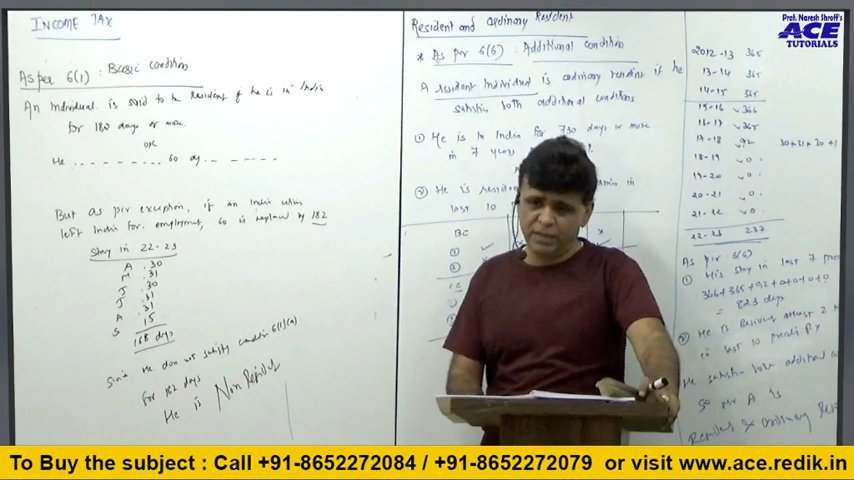 INCOME TAX
As per 6(1) : Basic condition
An Individual is said to be resident if he is in India
for 180 days or more
OR
He 60 dy
But as per exception, if an Indian
left India for employment, 60 is replaced by 182
Stay in 22-23
A . 30
M . 31
J . 30
J . 31
A . 31
S 15
168 days
Since He does not satisfy condition 6(1)(a)
for 182 days
He is Non Resident
Resident and Ordinary Resident
* As per 6(6) : Additional condition
A resident Individual is ordinary resident if he
satisfies both additional conditions
① He is in India for 730 days or more
in 7 years
② He is resident in
last 10
BC
① ✓
②
2012-13 365
13-14 365
14-15 365
15-16 366
16-17 365
17-18 92 30+31+30+1
18-19 0
19-20 0
20-21 0
21-22 0
22-23 237
As per 6(6)
① His stay in last 7
366+365+92+0+0+0+0
= 823 days
② He is Resident atleast 2
in last 10
He satisfies both additional
So Mr A is
Resident & Ordinary
Prof. Naresh Shroff's
ACE
TUTORIALS
To Buy the subject : Call +91-8652272084 / +91-8652272079 or visit www.ace.redik.in